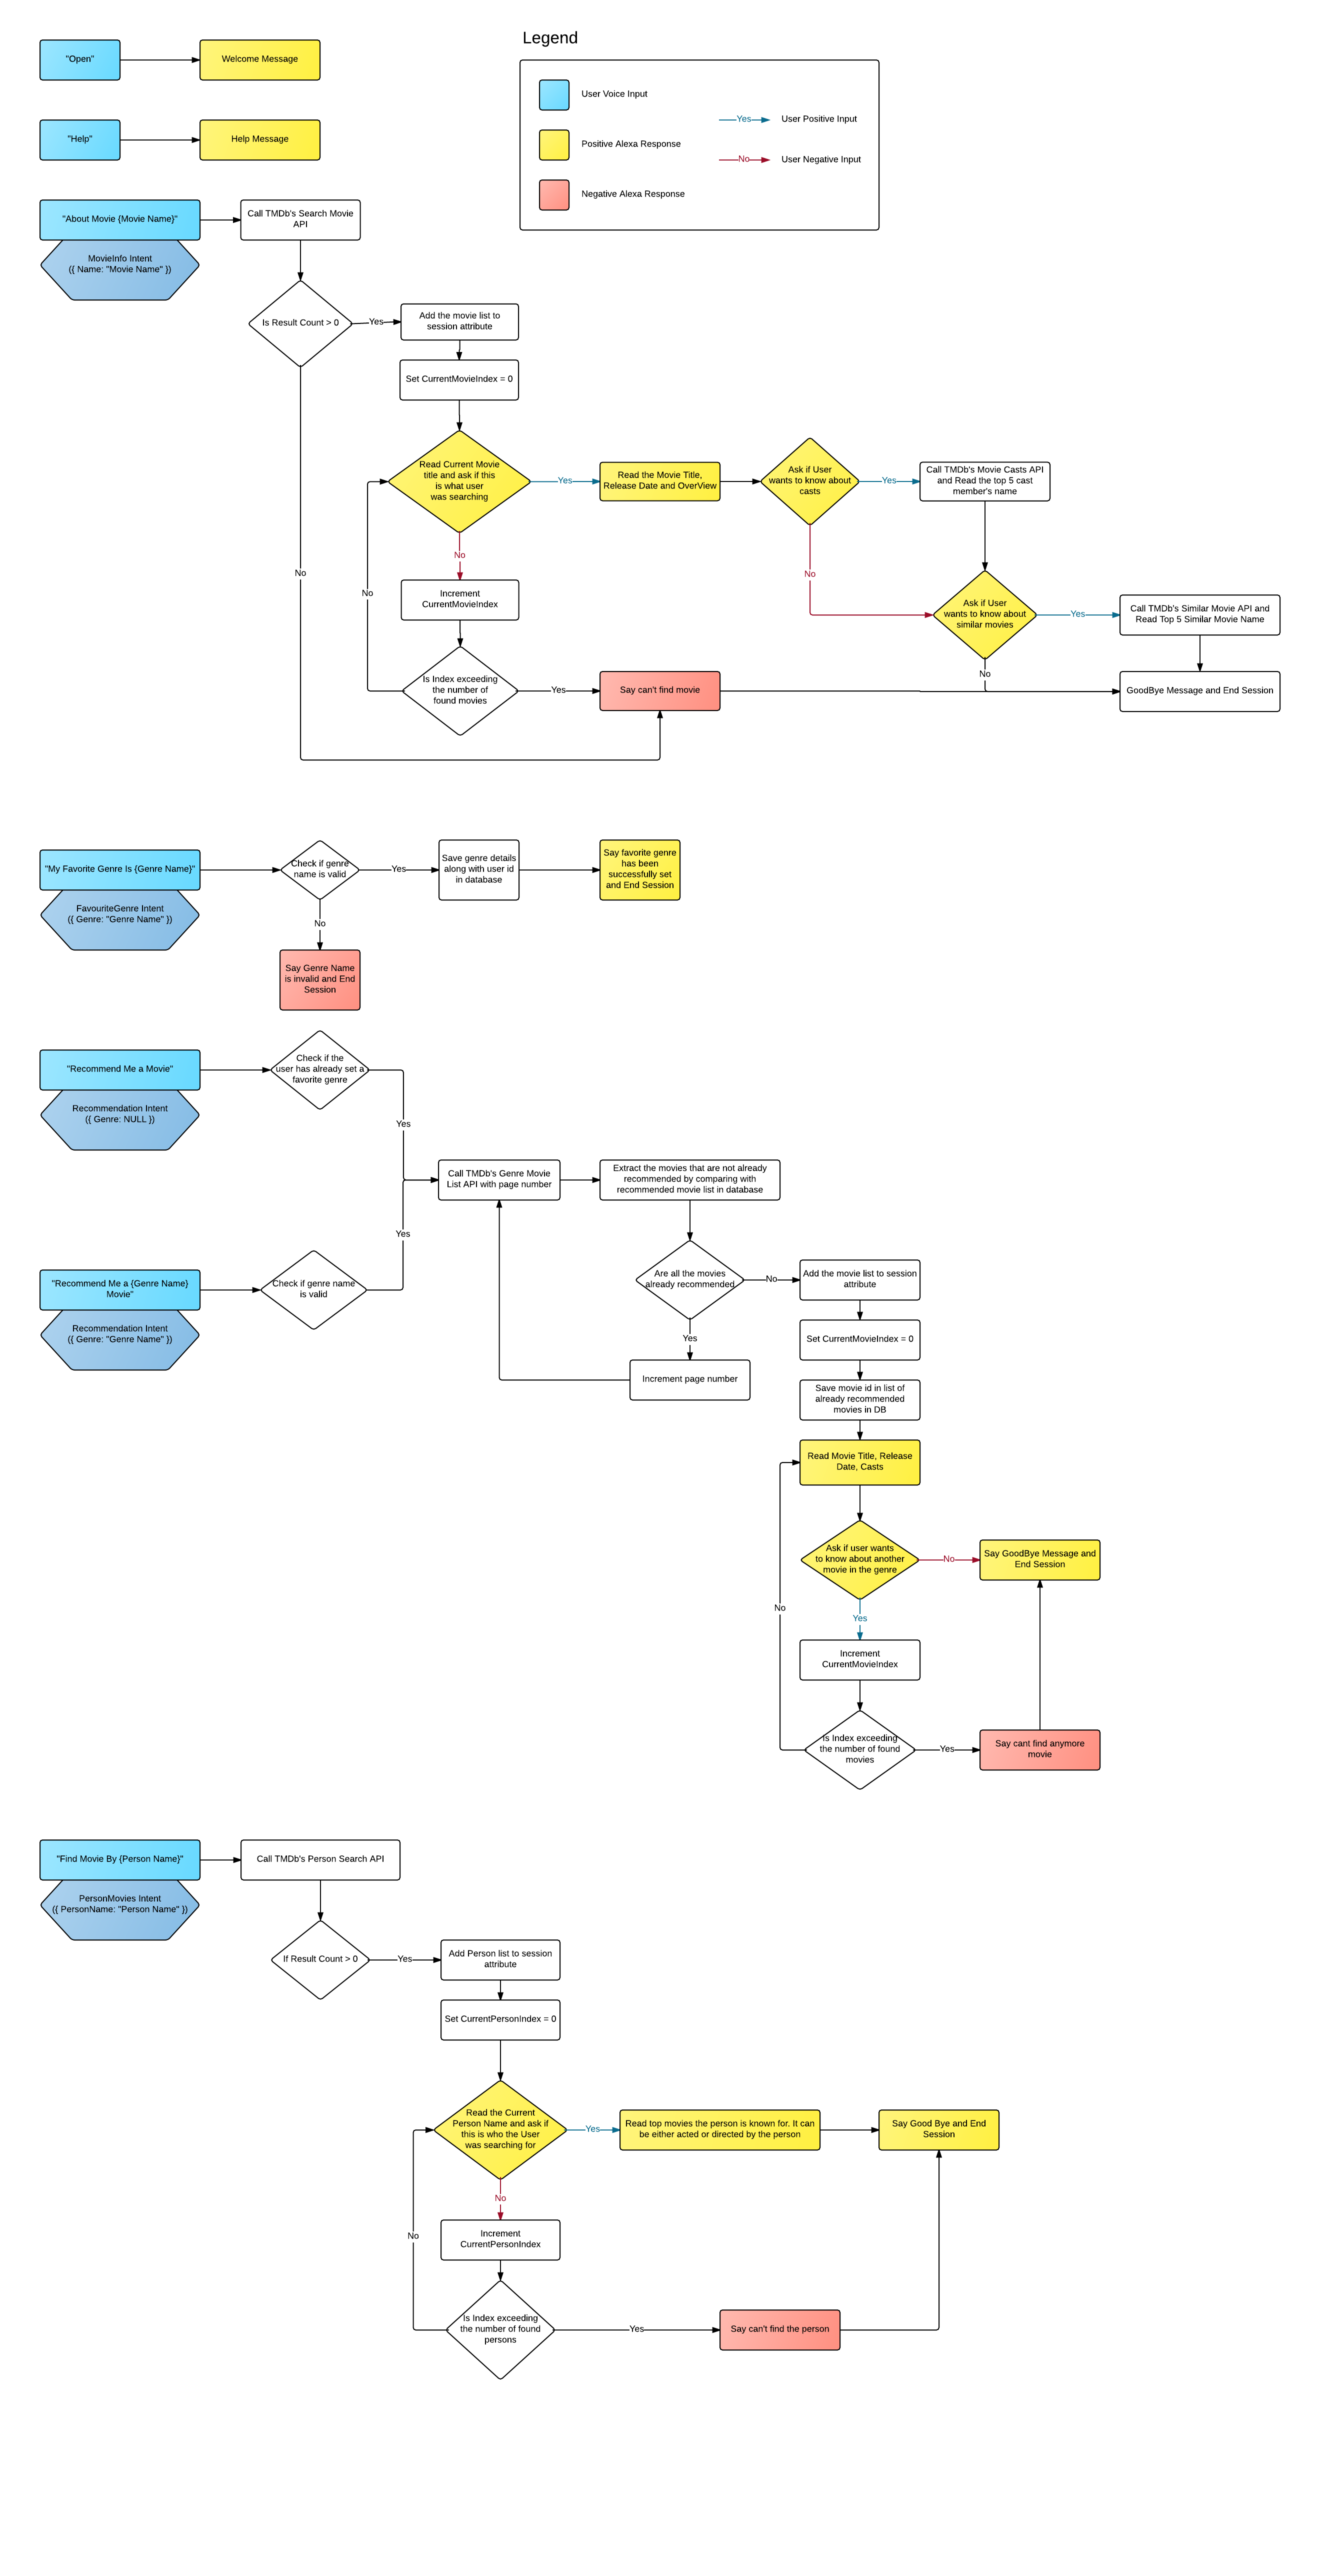 Legend
"Open"
Welcome Message
User Voice Input
Yes
User Positive Input
"Help"
Help Message
Positive Alexa Response
No
User Negative Input
Negative Alexa Response
"About Movie {Movie Name}"
Call TMDb's Search Movie
API
MovieInfo Intent
({ Name: "Movie Name" })
Is Result Count > 0
Yes
Add the movie list to
session attribute
Set CurrentMovieIndex = 0
Read Current Movie
title and ask if this
is what user
was searching
Yes
Read the Movie Title,
Release Date and OverView
Ask if User
wants to know about
casts
Yes
Call TMDb's Movie Casts API
and Read the top 5 cast
member's name
No
No
No
No
Increment
CurrentMovieIndex
Ask if User
wants to know about
similar movies
Yes
Call TMDb's Similar Movie API and
Read Top 5 Similar Movie Name
No
Is Index exceeding
the number of
found movies
Yes
Say can't find movie
GoodBye Message and End Session
"My Favorite Genre Is {Genre Name}"
Check if genre
name is valid
Yes
Save genre details
along with user id
in database
Say favorite genre
has been
successfully set
and End Session
FavouriteGenre Intent
({ Genre: "Genre Name" })
No
Say Genre Name
is invalid and End
Session
"Recommend Me a Movie"
Check if the
user has already set a
favorite genre
Recommendation Intent
({ Genre: NULL })
Yes
Call TMDb's Genre Movie
List API with page number
Extract the movies that are not already
recommended by comparing with
recommended movie list in database
Yes
"Recommend Me a {Genre Name}
Movie"
Check if genre name
is valid
Recommendation Intent
({ Genre: "Genre Name" })
Are all the movies
already recommended
No
Add the movie list to session
attribute
Yes
Increment page number
Set CurrentMovieIndex = 0
Save movie id in list of
already recommended
movies in DB
Read Movie Title, Release
Date, Casts
Ask if user wants
to know about another
movie in the genre
No
Say GoodBye Message and
End Session
No
Yes
Increment
CurrentMovieIndex
Is Index exceeding
the number of found
movies
Yes
Say cant find anymore
movie
"Find Movie By {Person Name}"
Call TMDb's Person Search API
PersonMovies Intent
({ PersonName: "Person Name" })
If Result Count > 0
Yes
Add Person list to session
attribute
Set CurrentPersonIndex = 0
Read the Current
Person Name and ask if
this is who the User
was searching for
Yes
Read top movies the person is known for. It can
be either acted or directed by the person
Say Good Bye and End
Session
No
No
Increment
CurrentPersonIndex
Is Index exceeding
the number of found
persons
Yes
Say can't find the person